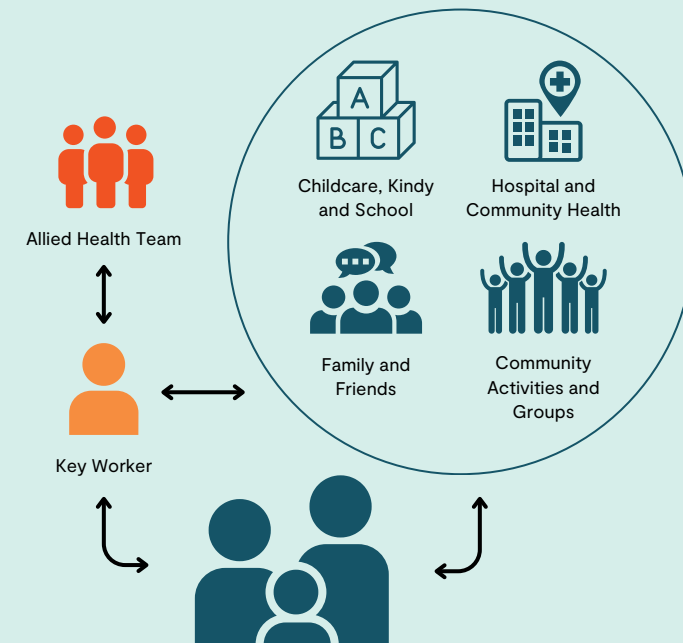 A
B C
Childcare, Kindy
and School
Hospital and
Community Health
Allied Health Team
Family and
Friends
Community
Activities and
Groups
Key Worker